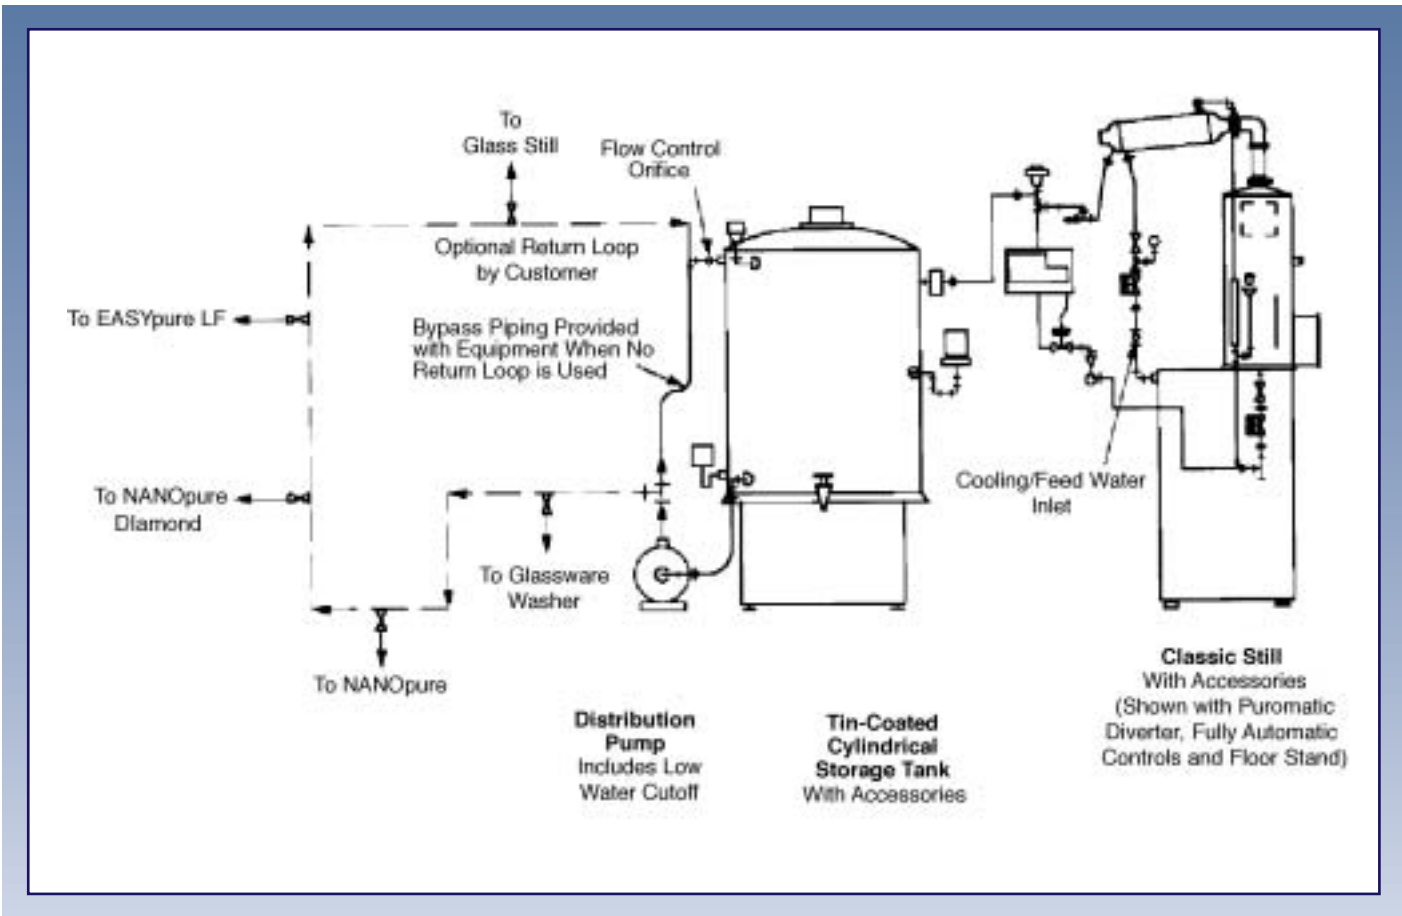 To
Glass Still
Flow Control
Orifice
Optional Return Loop
by Customer
To EASYpure LF
Bypass Piping Provided
with Equipment When No
Return Loop is Used
To NANOpure
DIamond
Cooling/Feed Water
Inlet
To Glassware
Washer
To NANOpure
Distribution
Pump
Includes Low
Water Cutoff
Tin-Coated
Cylindrical
Storage Tank
With Accessories
Classic Still
With Accessories
(Shown with Puromatic
Diverter, Fully Automatic
Controls and Floor Stand)